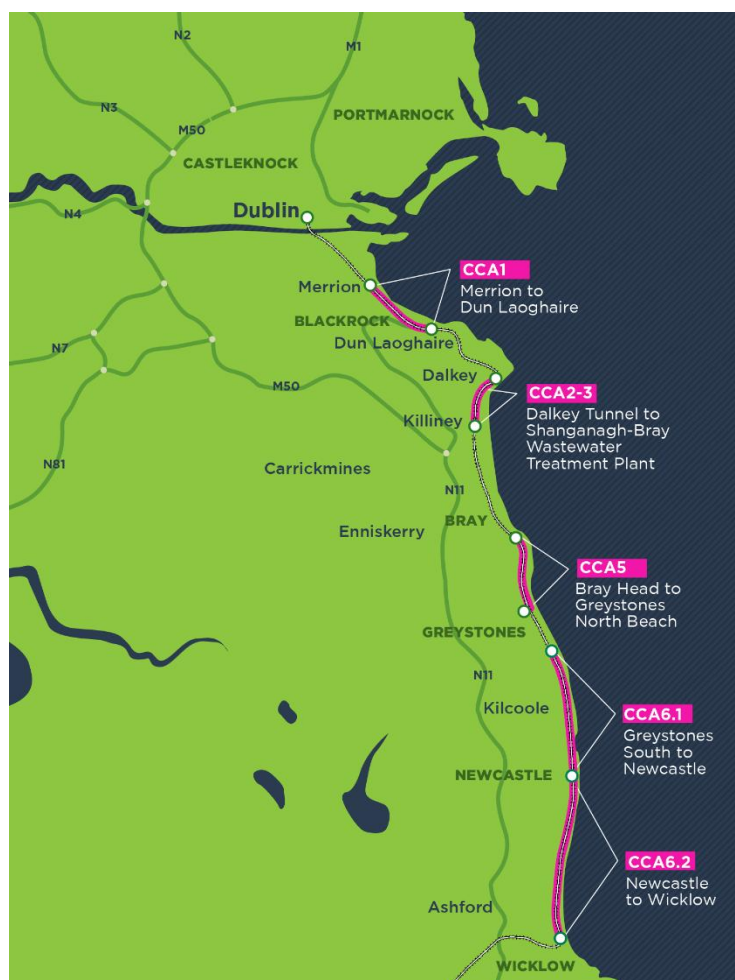 N2
M1
N3
PORTMARNOCK
M50
CASTLEKNOCK
Dublin
N4
CCA1
Merrion to
Dun Laoghaire
Merrion
BLACKROCK
Dun Laoghaire
N7
Dalkey
M50
CCA2-3
Dalkey Tunnel to
Shanganagh-Bray
Wastewater
Treatment Plant
Killiney
N81
Carrickmines
N11
BRAY
Enniskerry
CCA5
Bray Head to
Greystones
North Beach
GREYSTONES
N11
Kilcoole
CCA6.1
Greystones
South to
Newcastle
NEWCASTLE
CCA6.2
Newcastle
to Wicklow
Ashford
WICKLOW